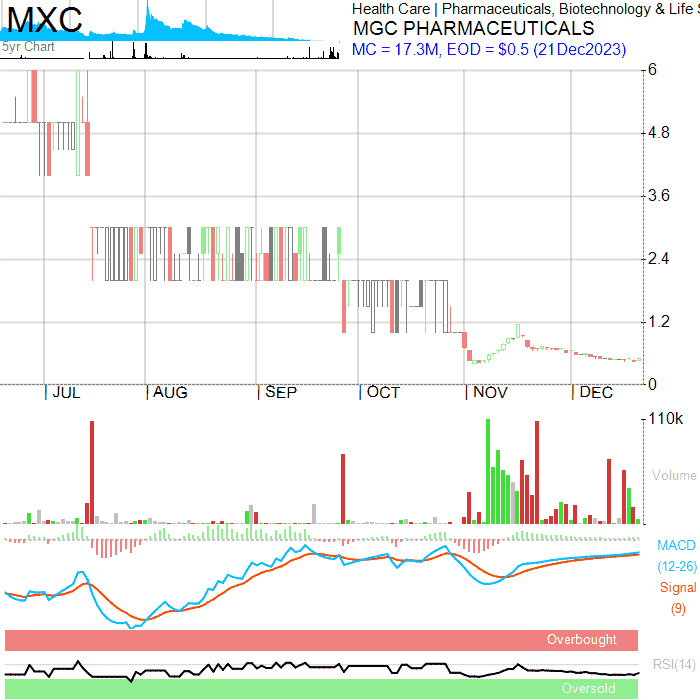 MXC
Health Care | Pharmaceuticals, Biotechnology & Life S
MGC PHARMACEUTICALS
5yr Chart
MC = 17.3M, EOD = $0.5 (21Dec2023)
6
4.8
3.6
2.4
1.2
0
JUL AUG SEP OCT NOV DEC
110k
Volume
MACD
(12-26)
Signal
(9)
Overbought
RSI(14)
Oversold